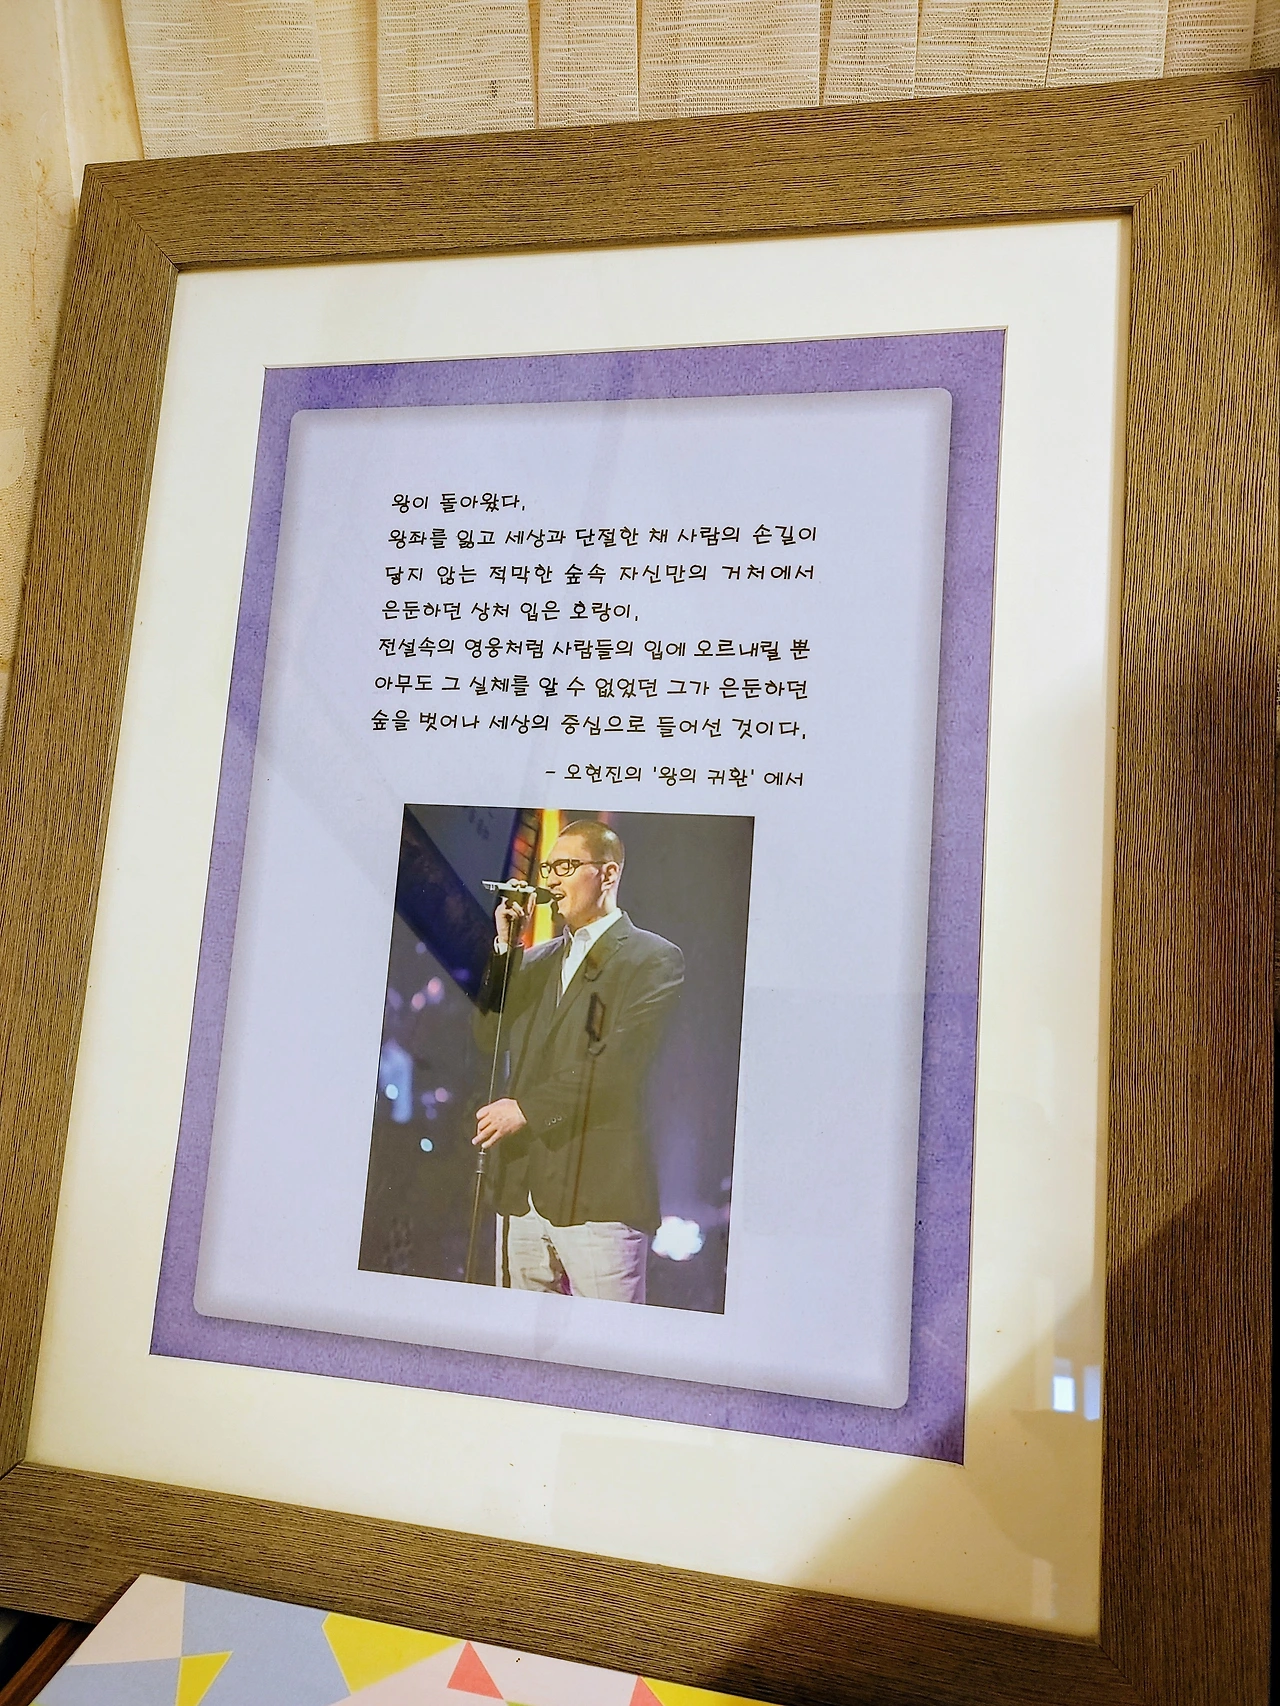 왕이 돌아왔다.
왕좌를 잃고 세상과 단절한 채 사람의 손길이
닿지 않는 적막한 숲속 자신만의 거처에서
은둔하던 상처 입은 호랑이,
전설속의 영웅처럼 사람들의 입에 오르내릴 뿐
아무도 그 실체를 알 수 없었던 그가 은둔하던
숲을 벗어나 세상의 중심으로 들어선 것이다.
- 오현진의 '왕의 귀환' 에서